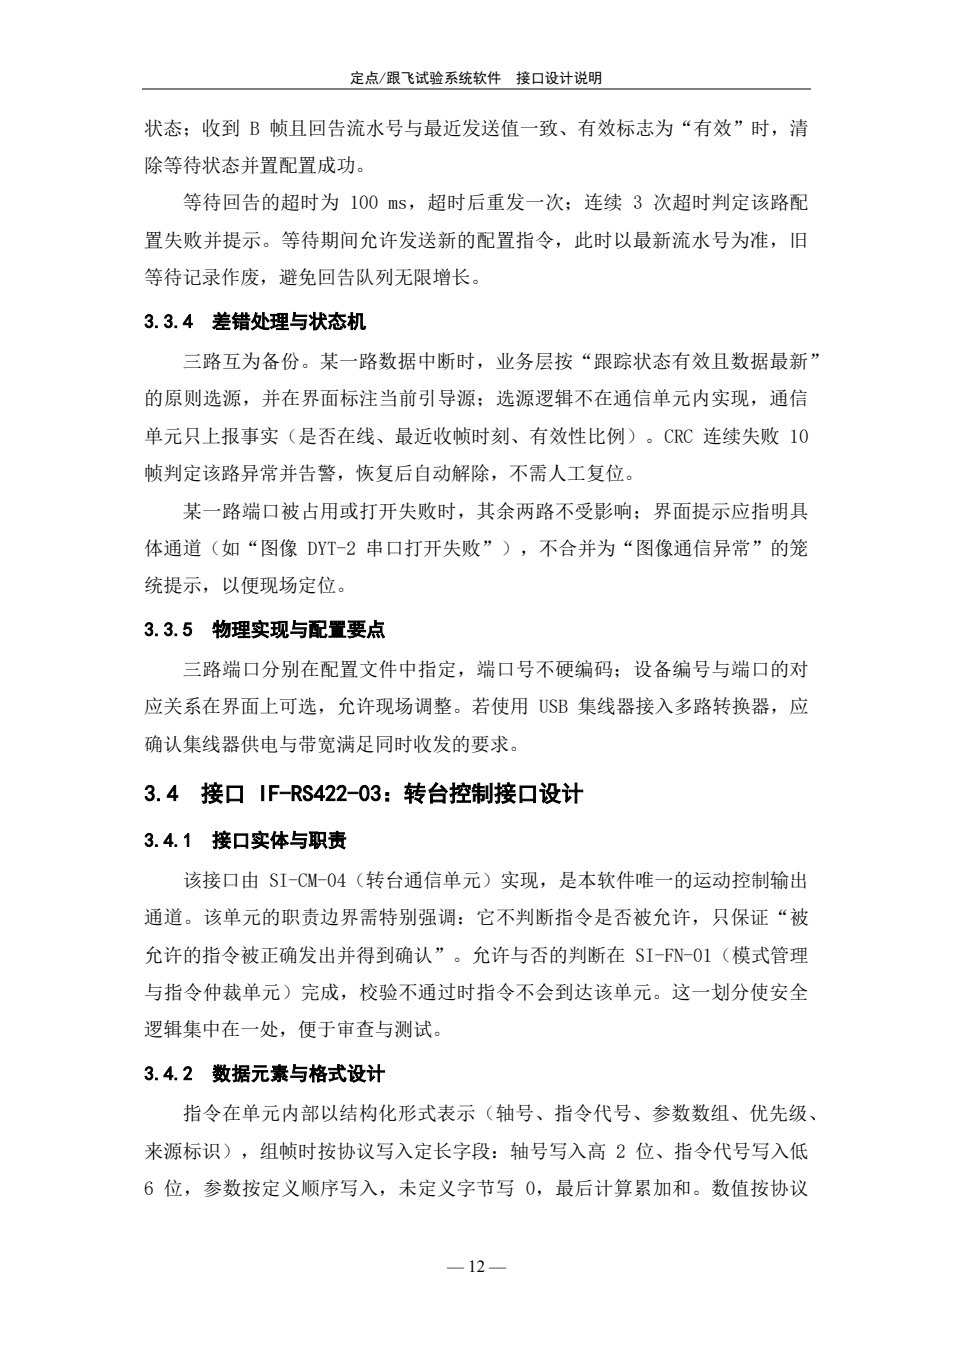 定点/跟飞试验系统软件　接口设计说明
状态；收到 B 帧且回告流水号与最近发送值一致、有效标志为“有效”时，清
除等待状态并置配置成功。
等待回告的超时为 100 ms，超时后重发一次；连续 3 次超时判定该路配
置失败并提示。等待期间允许发送新的配置指令，此时以最新流水号为准，旧
等待记录作废，避免回告队列无限增长。
3.3.4　差错处理与状态机
三路互为备份。某一路数据中断时，业务层按“跟踪状态有效且数据最新”
的原则选源，并在界面标注当前引导源；选源逻辑不在通信单元内实现，通信
单元只上报事实（是否在线、最近收帧时刻、有效性比例）。CRC 连续失败 10
帧判定该路异常并告警，恢复后自动解除，不需人工复位。
某一路端口被占用或打开失败时，其余两路不受影响；界面提示应指明具
体通道（如“图像 DYT-2 串口打开失败”），不合并为“图像通信异常”的笼
统提示，以便现场定位。
3.3.5　物理实现与配置要点
三路端口分别在配置文件中指定，端口号不硬编码；设备编号与端口的对
应关系在界面上可选，允许现场调整。若使用 USB 集线器接入多路转换器，应
确认集线器供电与带宽满足同时收发的要求。
3.4　接口 IF-RS422-03：转台控制接口设计
3.4.1　接口实体与职责
该接口由 SI-CM-04（转台通信单元）实现，是本软件唯一的运动控制输出
通道。该单元的职责边界需特别强调：它不判断指令是否被允许，只保证“被
允许的指令被正确发出并得到确认”。允许与否的判断在 SI-FN-01（模式管理
与指令仲裁单元）完成，校验不通过时指令不会到达该单元。这一划分使安全
逻辑集中在一处，便于审查与测试。
3.4.2　数据元素与格式设计
指令在单元内部以结构化形式表示（轴号、指令代号、参数数组、优先级、
来源标识），组帧时按协议写入定长字段：轴号写入高 2 位、指令代号写入低
6 位，参数按定义顺序写入，未定义字节写 0，最后计算累加和。数值按协议
— 12 —